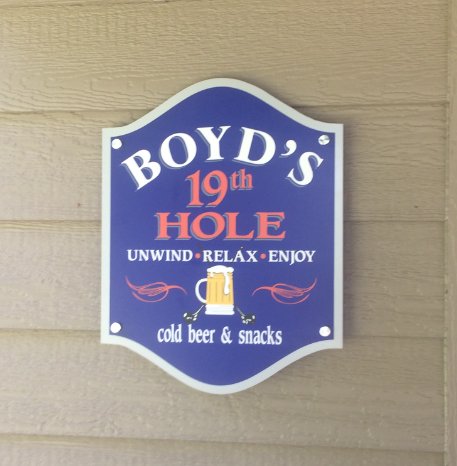 BOYD'S
19th
HOLE
UNWIND • RELAX • ENJOY
cold beer & snacks